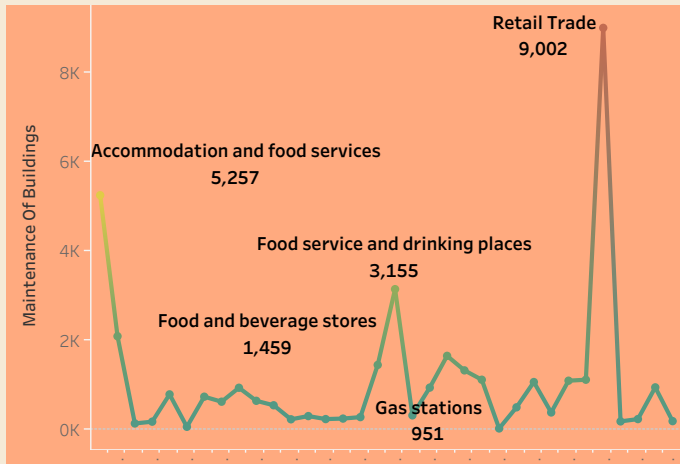 Retail Trade
9,002
8K
Accommodation and food services
6K
5,257
Maintenance Of Buildings
4K
Food service and drinking places
3,155
Food and beverage stores
2K
1,459
Gas stations
0K
951